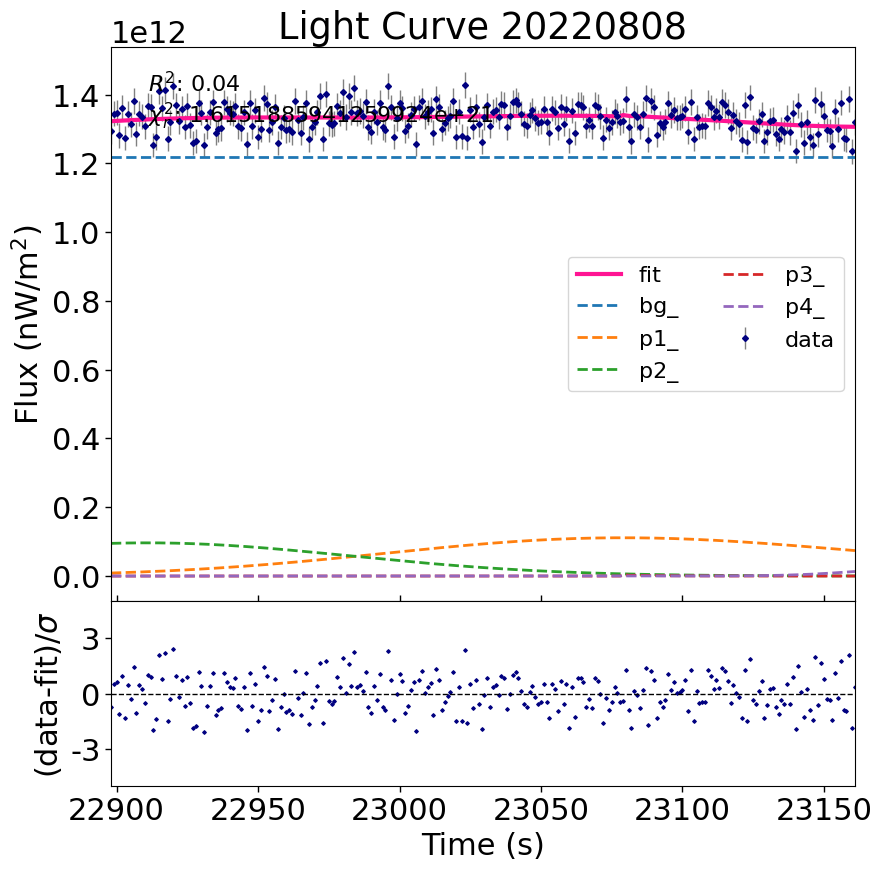 Light Curve 20220808
1e12
R²: 0.04
1.4
1.2
1.0
0.8
0.6
0.4
0.2
0.0
Flux (nW/m²)
fit
bg_
p1_
p2_
p3_
p4_
data
3
0
-3
(data-fit)/σ
22900 22950 23000 23050 23100 23150
Time (s)